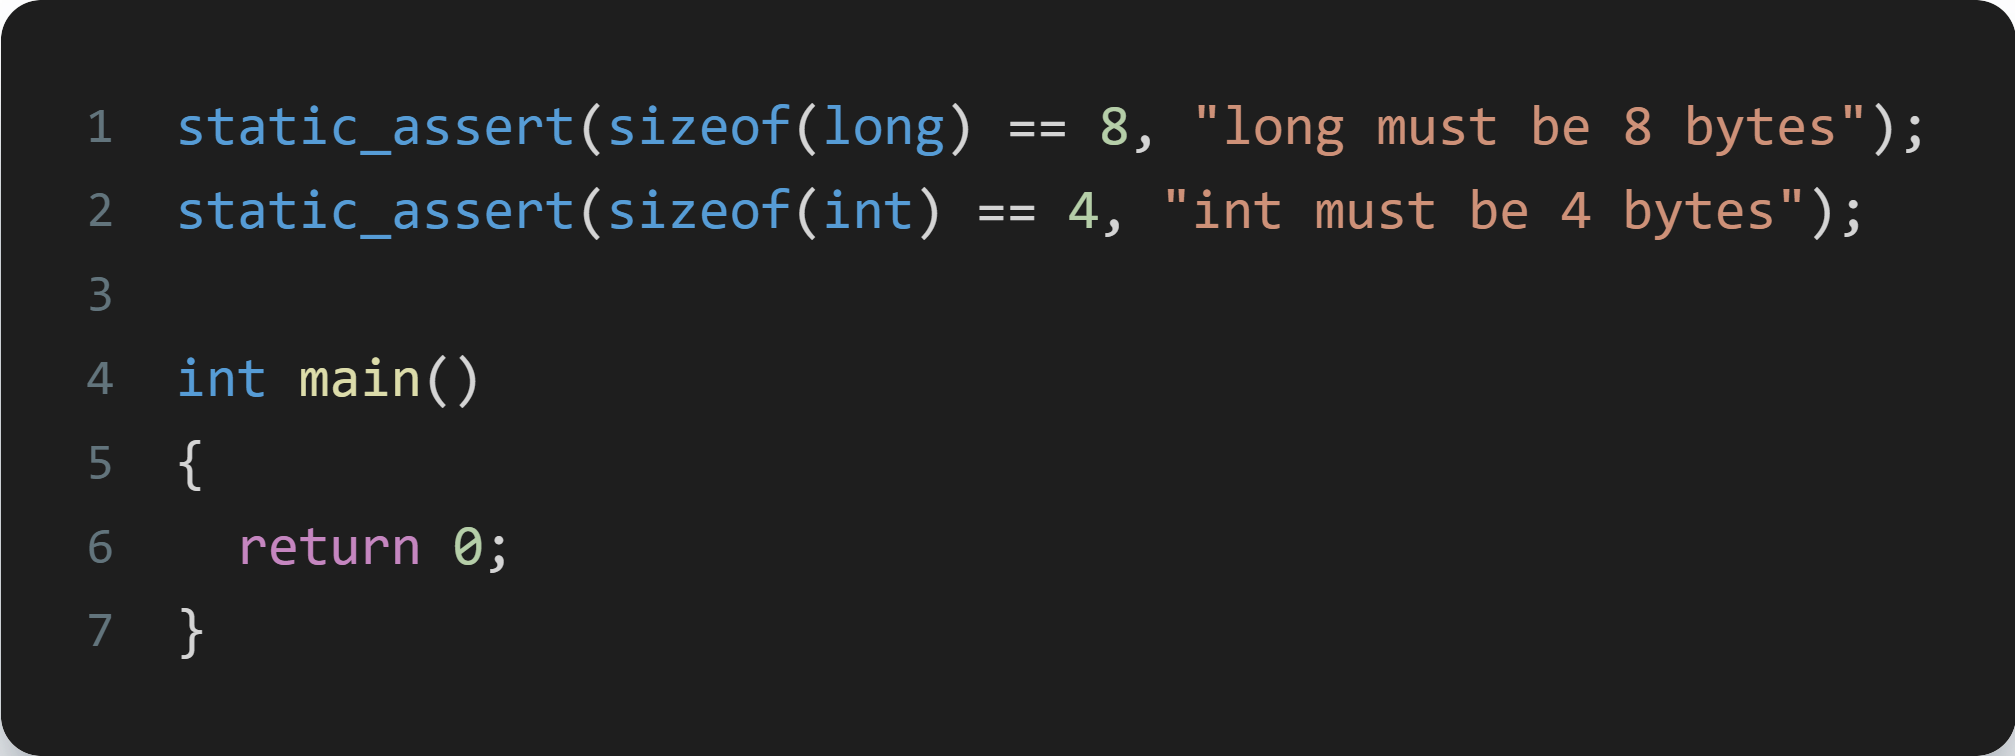 1 static_assert(sizeof(long) == 8, "long must be 8 bytes");
2 static_assert(sizeof(int) == 4, "int must be 4 bytes");
3
4 int main()
5 {
6   return 0;
7 }